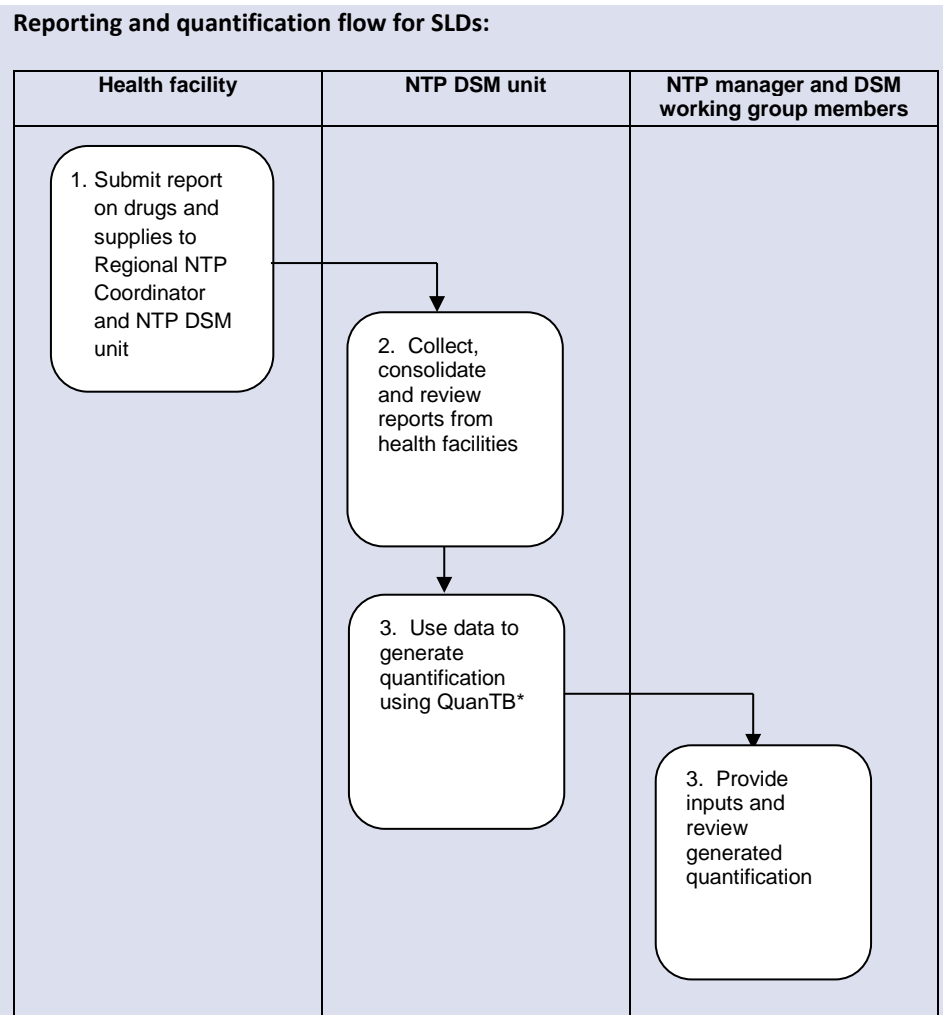 Reporting and quantification flow for SLDs:
Health facility
NTP DSM unit
NTP manager and DSM
working group members
1. Submit report
on drugs and
supplies to
Regional NTP
Coordinator
and NTP DSM
unit
2. Collect,
consolidate
and review
reports from
health facilities
3. Use data to
generate
quantification
using QuanTB*
3. Provide
inputs and
review
generated
quantification